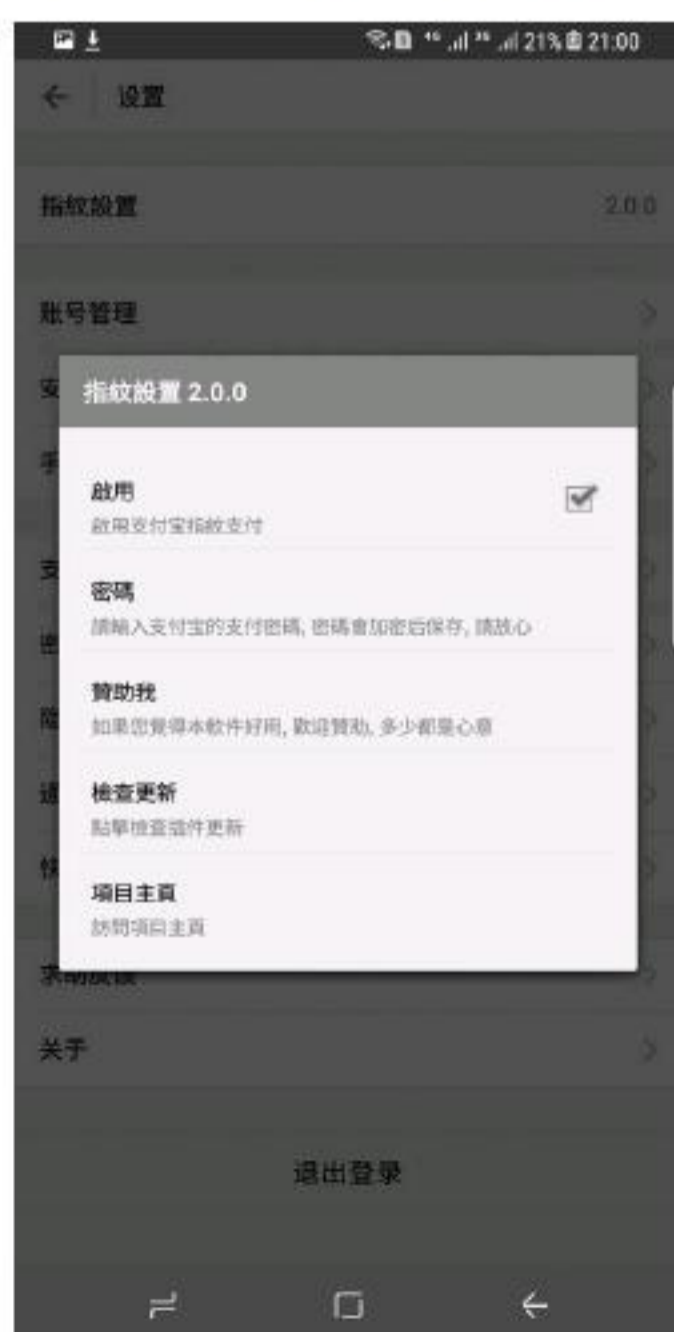 21% 21:00
设置
指紋設置 2.0.0
账号管理
指紋設置 2.0.0
啟用
啟用支付宝指紋支付
密碼
請輸入支付宝的支付密碼, 密碼會加密后保存, 請放心
贊助我
如果您覺得本軟件好用, 歡迎贊助, 多少都是心意
檢查更新
點擊檢查插件更新
項目主頁
訪問項目主頁
关于
退出登录